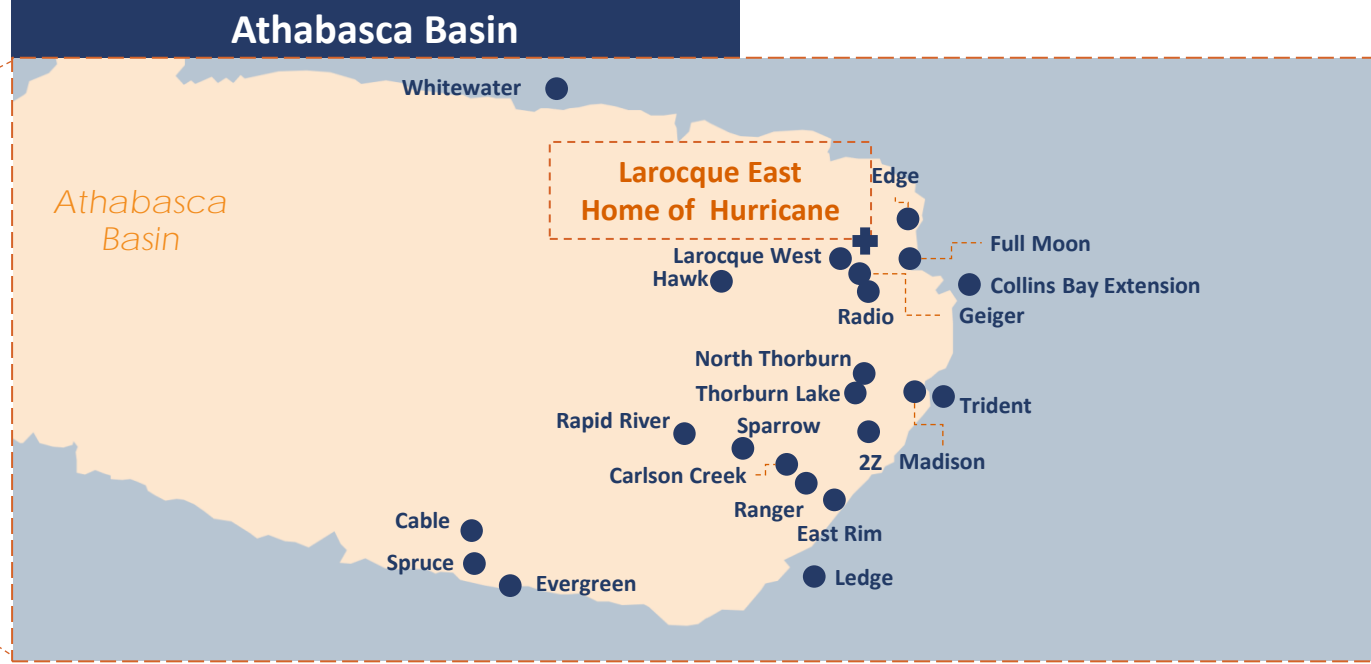 Athabasca Basin
Whitewater
Larocque East
Home of Hurricane
Edge
Athabasca
Basin
Full Moon
Larocque West
Hawk
Collins Bay Extension
Radio
Geiger
North Thorburn
Thorburn Lake
Trident
Rapid River
Sparrow
2Z
Madison
Carlson Creek
Ranger
Cable
East Rim
Spruce
Evergreen
Ledge